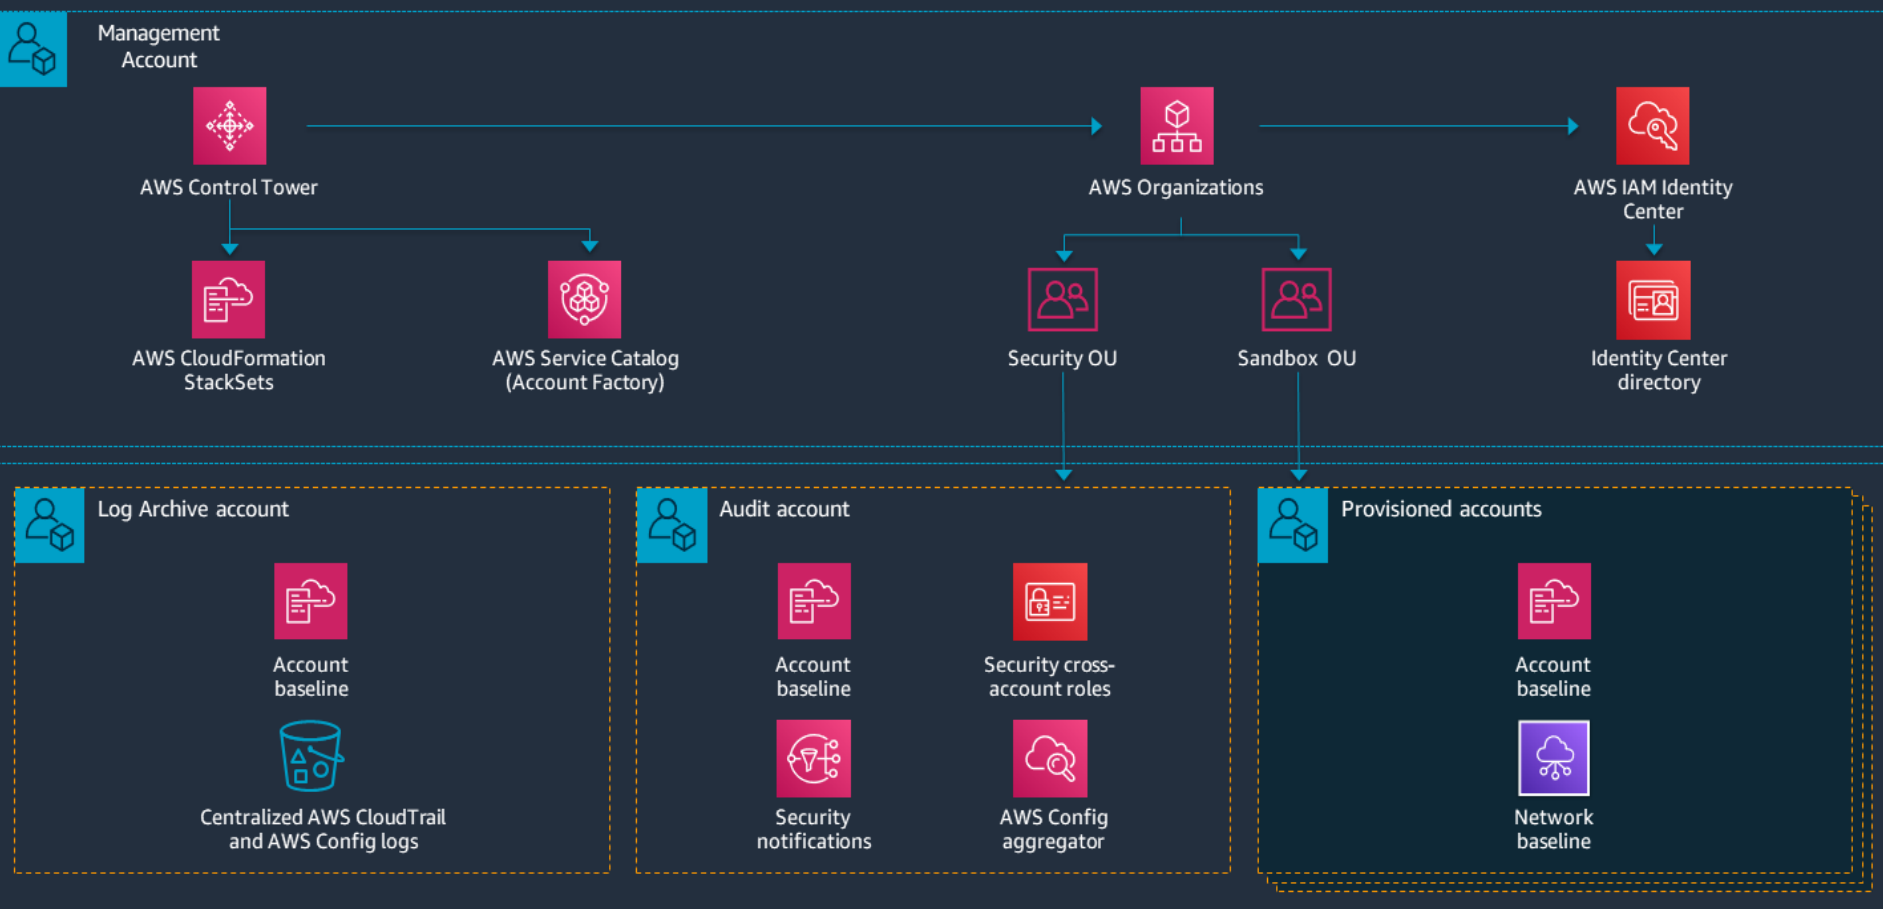 Management
Account
AWS Control Tower
AWS Organizations
AWS IAM Identity
Center
AWS CloudFormation
StackSets
AWS Service Catalog
(Account Factory)
Security OU
Sandbox OU
Identity Center
directory
Log Archive account
Account
baseline
Centralized AWS CloudTrail
and AWS Config logs
Audit account
Account
baseline
Security cross-
account roles
Security
notifications
AWS Config
aggregator
Provisioned accounts
Account
baseline
Network
baseline